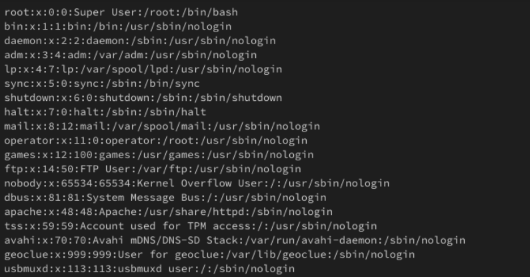 root:x:0:0:Super User:/root:/bin/bash
bin:x:1:1:bin:/bin:/usr/sbin/nologin
daemon:x:2:2:daemon:/sbin:/usr/sbin/nologin
adm:x:3:4:adm:/var/adm:/usr/sbin/nologin
lp:x:4:7:lp:/var/spool/lpd:/usr/sbin/nologin
sync:x:5:0:sync:/sbin:/bin/sync
shutdown:x:6:0:shutdown:/sbin:/sbin/shutdown
halt:x:7:0:halt:/sbin:/sbin/halt
mail:x:8:12:mail:/var/spool/mail:/usr/sbin/nologin
operator:x:11:0:operator:/root:/usr/sbin/nologin
games:x:12:100:games:/usr/games:/usr/sbin/nologin
ftp:x:14:50:FTP User:/var/ftp:/usr/sbin/nologin
nobody:x:65534:65534:Kernel Overflow User:/:/usr/sbin/nologin
dbus:x:81:81:System Message Bus:/:/usr/sbin/nologin
apache:x:48:48:Apache:/usr/share/httpd:/sbin/nologin
tss:x:59:59:Account used for TPM access:/:/usr/sbin/nologin
avahi:x:70:70:Avahi mDNS/DNS-SD Stack:/var/run/avahi-daemon:/sbin/nologin
geoclue:x:999:999:User for geoclue:/var/lib/geoclue:/sbin/nologin
usbmuxd:x:113:113:usbmuxd user:/:/sbin/nologin